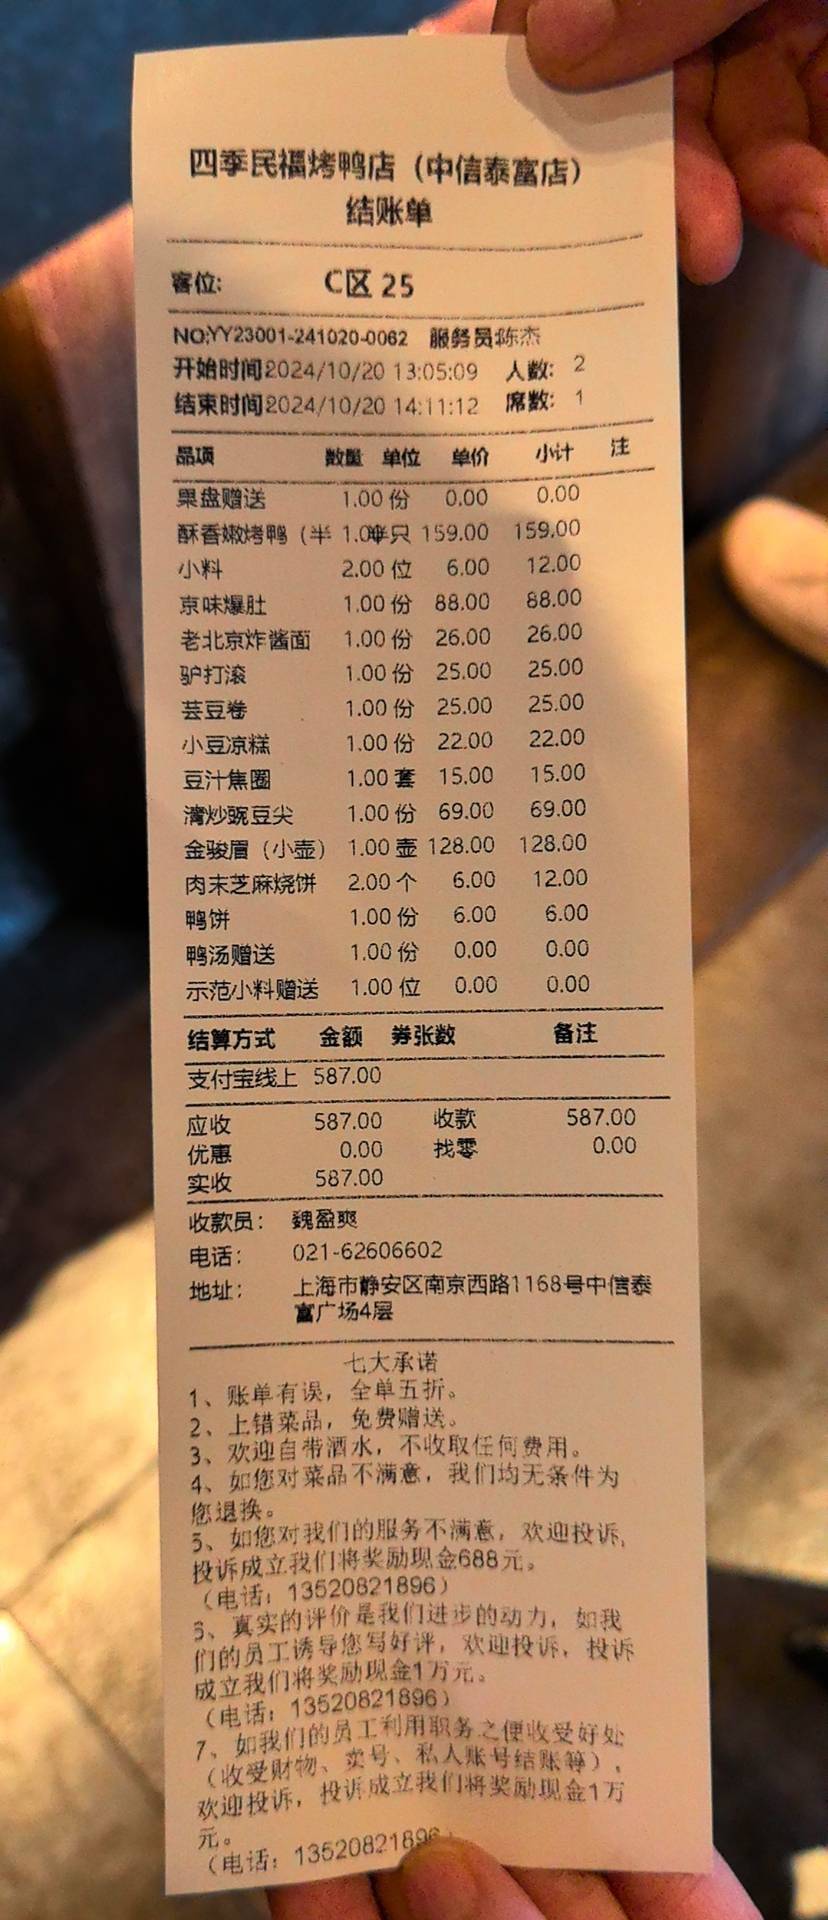 四季民福烤鸭店（中信泰富店）
结账单
客位: C区 25
NO:YY23001-241020-0062 服务员:陈杰
开始时间2024/10/20 13:05:09 人数: 2
结束时间2024/10/20 14:11:12 席数: 1
品项 数量 单位 单价 小计 注
果盘赠送 1.00 份 0.00 0.00
酥香嫩烤鸭（半 1.00半只 159.00 159.00
小料 2.00 位 6.00 12.00
京味爆肚 1.00 份 88.00 88.00
老北京炸酱面 1.00 份 26.00 26.00
驴打滚 1.00 份 25.00 25.00
芸豆卷 1.00 份 25.00 25.00
小豆凉糕 1.00 份 22.00 22.00
豆汁焦圈 1.00 套 15.00 15.00
清炒豌豆尖 1.00 份 69.00 69.00
金骏眉（小壶） 1.00 壶 128.00 128.00
肉末芝麻烧饼 2.00 个 6.00 12.00
鸭饼 1.00 份 6.00 6.00
鸭汤赠送 1.00 份 0.00 0.00
示范小料赠送 1.00 位 0.00 0.00
结算方式 金额 券张数 备注
支付宝线上 587.00
应收 587.00 收款 587.00
优惠 0.00 找零 0.00
实收 587.00
收款员: 魏盈爽
电话: 021-62606602
地址: 上海市静安区南京西路1168号中信泰
富广场4层
七大承诺
1、账单有误，全单五折。
2、上错菜品，免费赠送。
3、欢迎自带酒水，不收取任何费用。
4、如您对菜品不满意，我们均无条件为
您退换。
5、如您对我们的服务不满意，欢迎投诉，
投诉成立我们将奖励现金688元。
（电话：13520821896）
6、真实的评价是我们进步的动力，如我
们的员工诱导您写好评，欢迎投诉，投诉
成立我们将奖励现金1万元。
（电话：13520821896）
7、如我们的员工利用职务之便收受好处
（收受财物、卖号、私人账号结账等），
欢迎投诉，投诉成立我们将奖励现金1万
元。
（电话：13520821896）